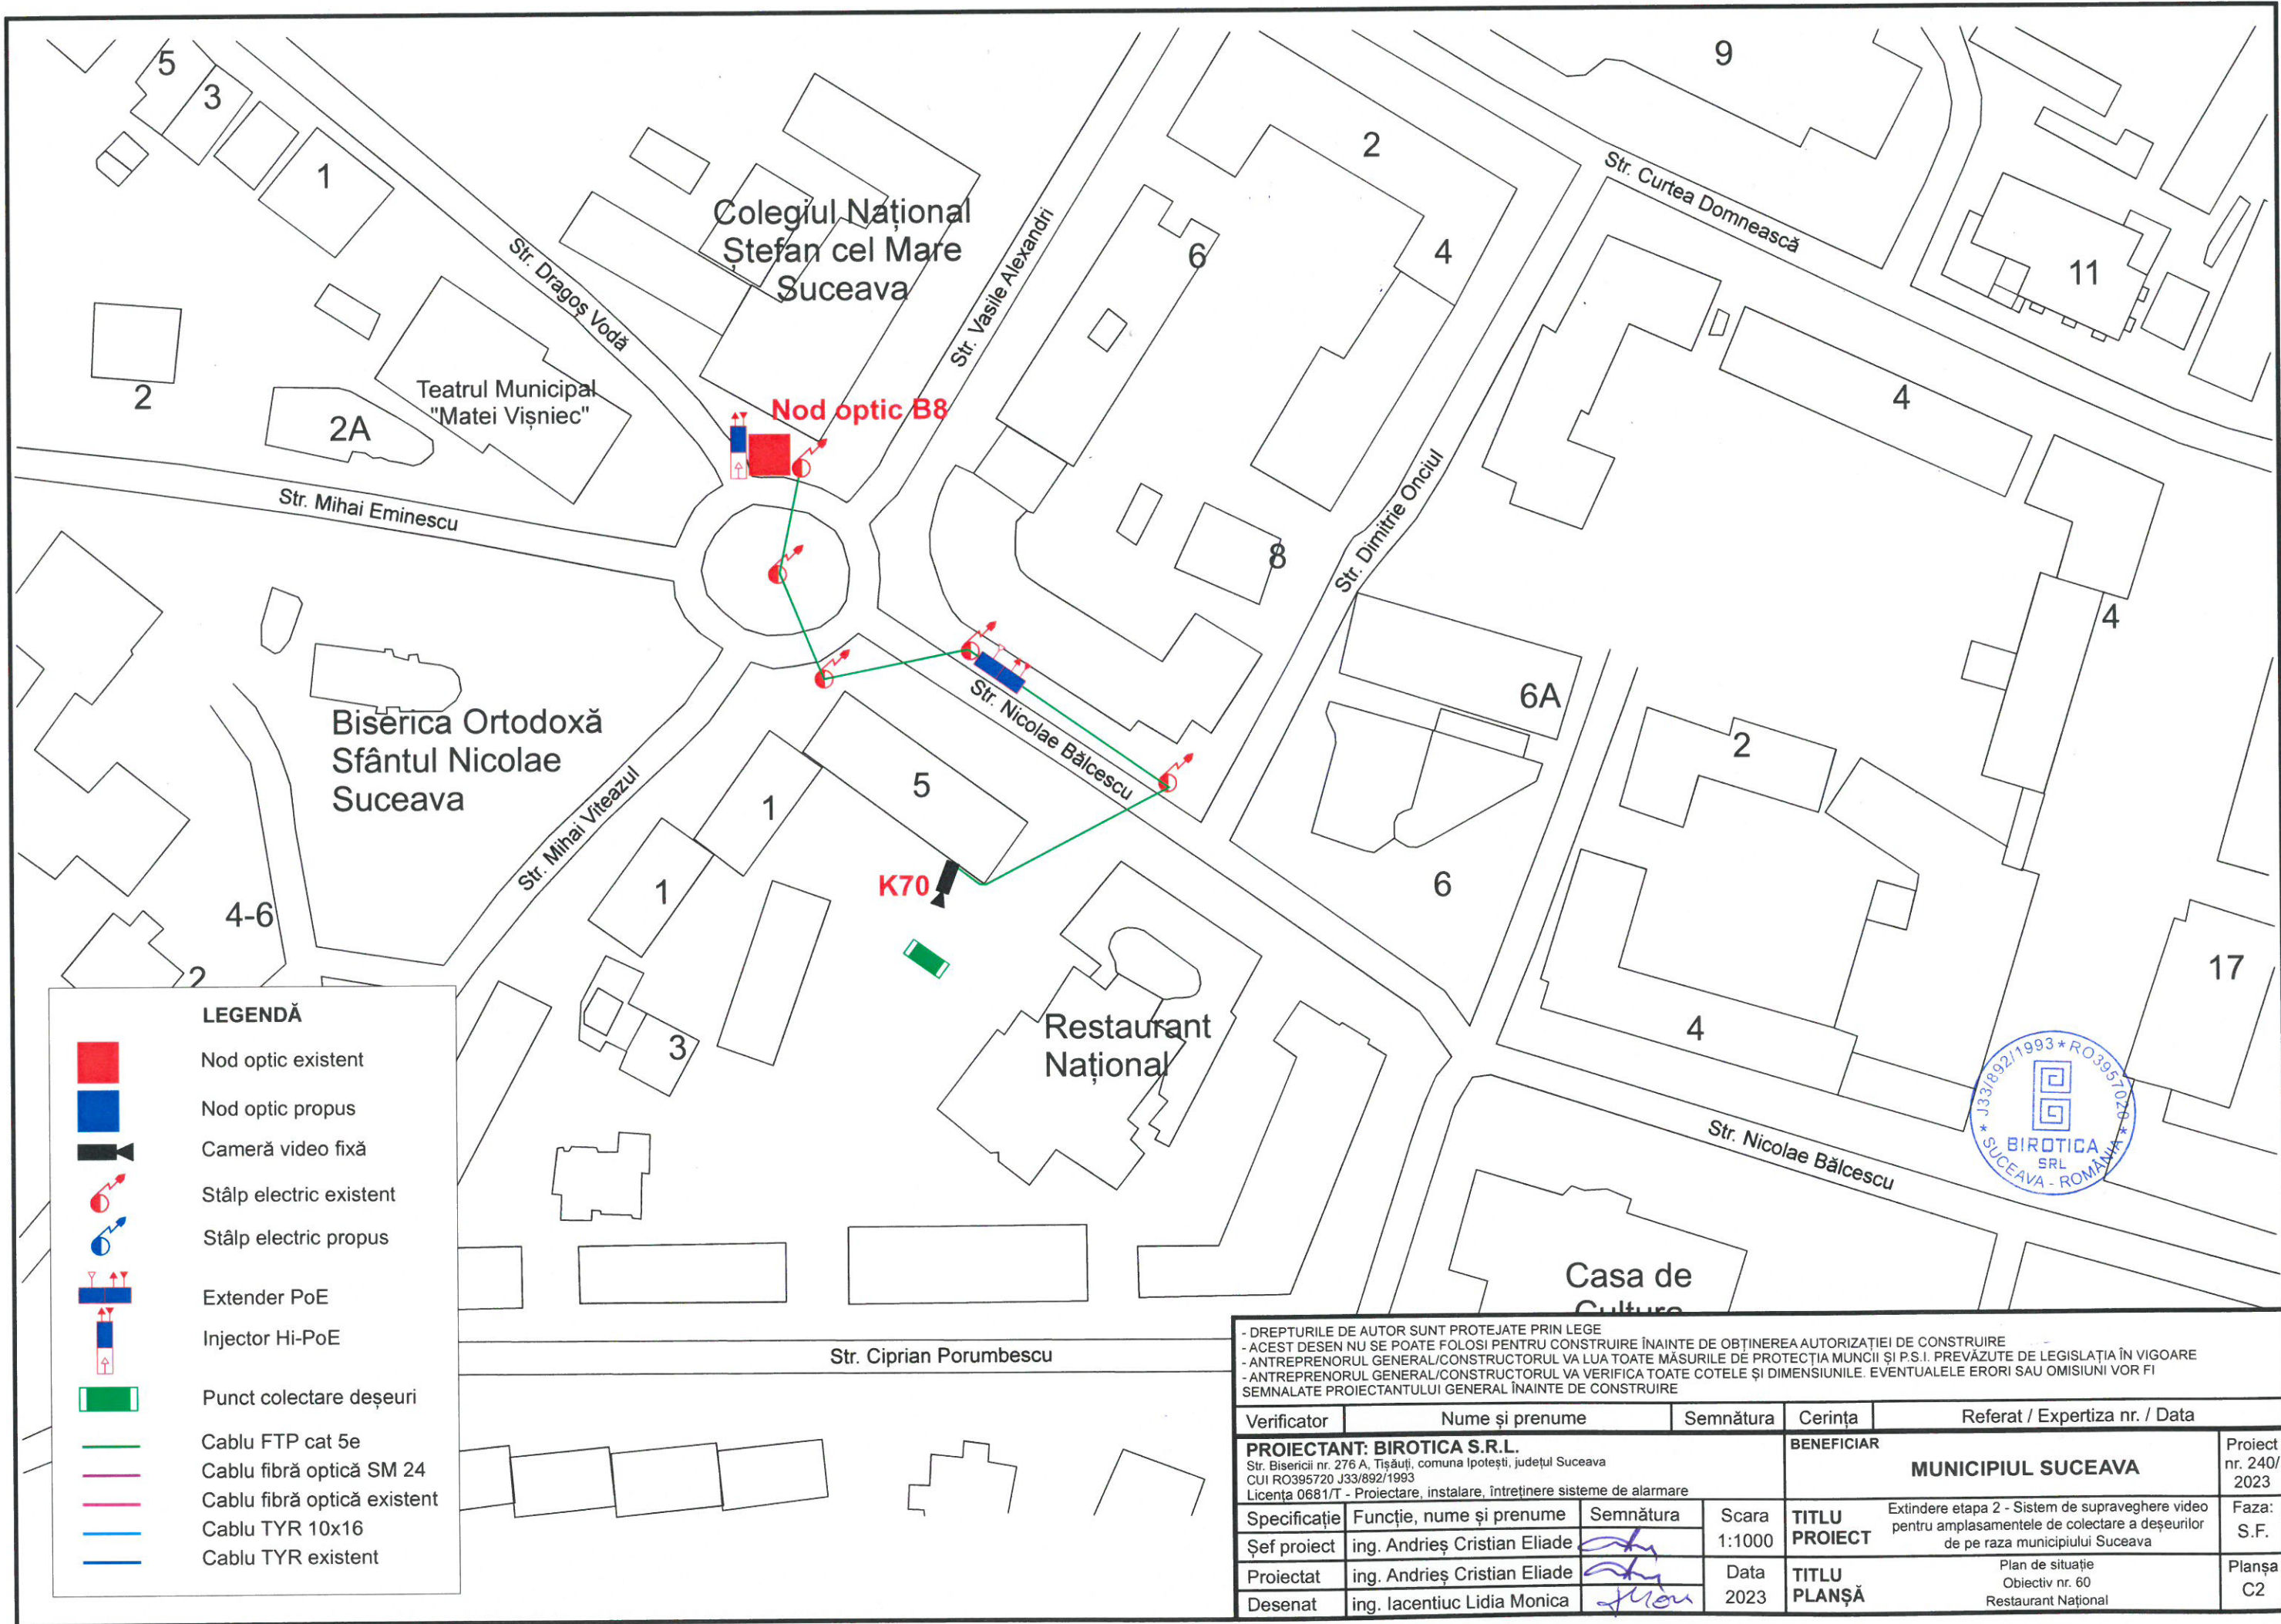 5
3
1
2
2A
Teatrul Municipal
"Matei Vișniec"
Str. Dragoș Vodă
Colegiul Național
Ștefan cel Mare
Suceava
Str. Vasile Alexandri
Nod optic B8
Str. Mihai Eminescu
9
2
4
6
8
Str. Curtea Domnească
11
4
4
Str. Dimitrie Onciul
6A
2
6
4
17
Biserica Ortodoxă
Sfântul Nicolae
Suceava
Str. Mihai Viteazul
Str. Nicolae Bălcescu
5
1
1
K70
3
4-6
2
Restaurant
Național
Str. Nicolae Bălcescu
Casa de
Cultura
Str. Ciprian Porumbescu
* J33/892/1993 * RO3957020 *
BIROTICA
SRL
SUCEAVA - ROMÂNIA
LEGENDĂ
Nod optic existent
Nod optic propus
Cameră video fixă
Stâlp electric existent
Stâlp electric propus
Extender PoE
Injector Hi-PoE
Punct colectare deșeuri
Cablu FTP cat 5e
Cablu fibră optică SM 24
Cablu fibră optică existent
Cablu TYR 10x16
Cablu TYR existent
- DREPTURILE DE AUTOR SUNT PROTEJATE PRIN LEGE
- ACEST DESEN NU SE POATE FOLOSI PENTRU CONSTRUIRE ÎNAINTE DE OBȚINEREA AUTORIZAȚIEI DE CONSTRUIRE
- ANTREPRENORUL GENERAL/CONSTRUCTORUL VA LUA TOATE MĂSURILE DE PROTECȚIA MUNCII ȘI P.S.I. PREVĂZUTE DE LEGISLAȚIA ÎN VIGOARE
- ANTREPRENORUL GENERAL/CONSTRUCTORUL VA VERIFICA TOATE COTELE ȘI DIMENSIUNILE. EVENTUALELE ERORI SAU OMISIUNI VOR FI
SEMNALATE PROIECTANTULUI GENERAL ÎNAINTE DE CONSTRUIRE
Verificator Nume și prenume Semnătura Cerința Referat / Expertiza nr. / Data
PROIECTANT: BIROTICA S.R.L.
Str. Bisericii nr. 276 A, Tișăuți, comuna Ipotești, județul Suceava
CUI RO395720 J33/892/1993
Licența 0681/T - Proiectare, instalare, întreținere sisteme de alarmare
BENEFICIAR
MUNICIPIUL SUCEAVA
Proiect
nr. 240/
2023
Specificație Funcție, nume și prenume Semnătura
Șef proiect ing. Andrieș Cristian Eliade
Proiectat ing. Andrieș Cristian Eliade
Desenat ing. Iacentiuc Lidia Monica
Scara
1:1000
Data
2023
TITLU
PROIECT
Extindere etapa 2 - Sistem de supraveghere video
pentru amplasamentele de colectare a deșeurilor
de pe raza municipiului Suceava
Faza:
S.F.
TITLU
PLANȘĂ
Plan de situație
Obiectiv nr. 60
Restaurant Național
Planșa
C2